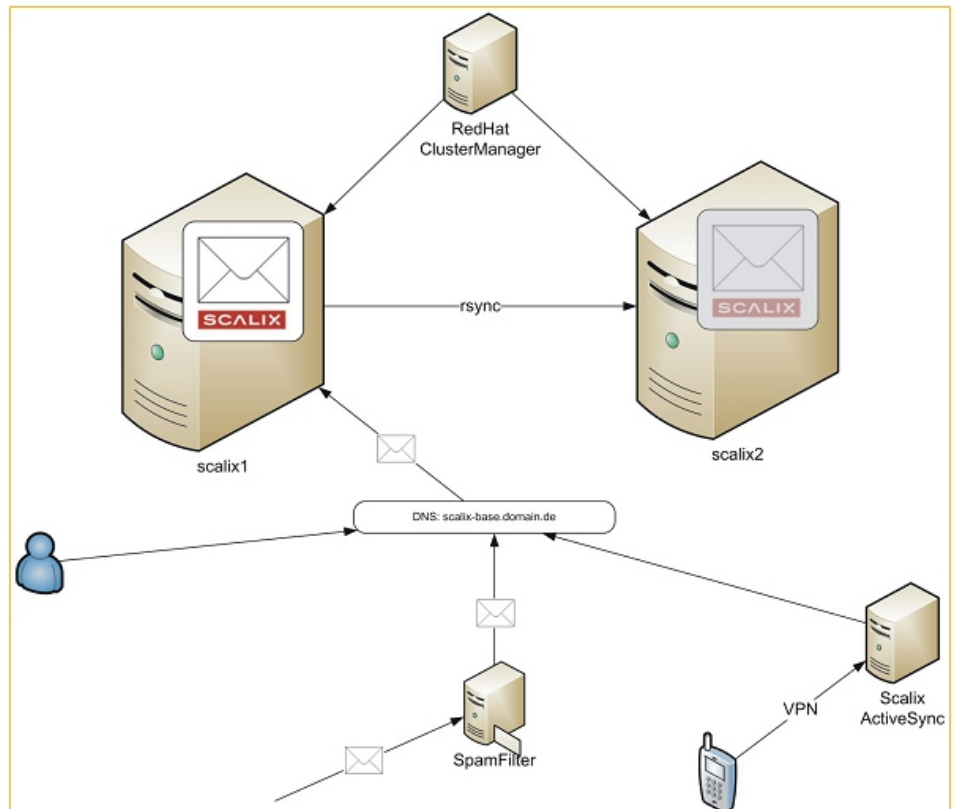 RedHat
ClusterManager
SCALIX
SCALIX
rsync
scalix1
scalix2
DNS: scalix-base.domain.de
Scalix
ActiveSync
VPN
SpamFilter